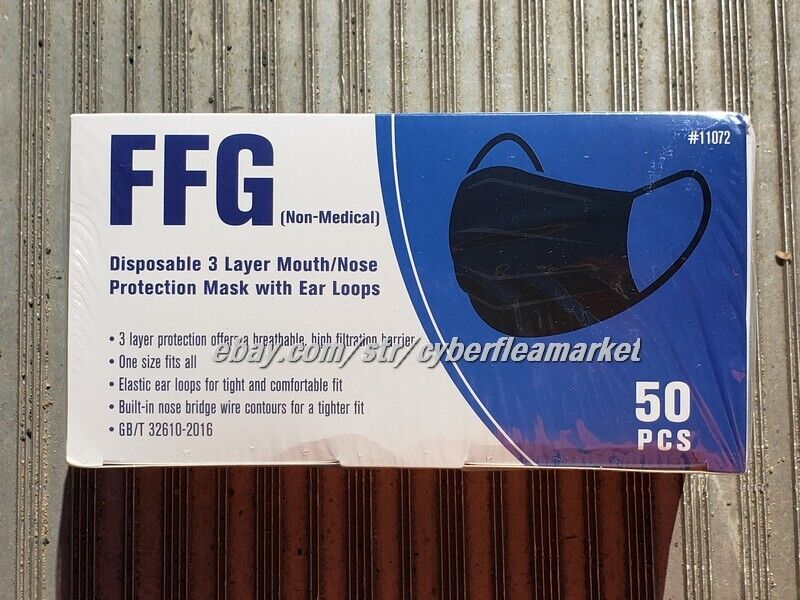 #11072
FFG (Non-Medical)
Disposable 3 Layer Mouth/Nose
Protection Mask with Ear Loops
• 3 layer protection offers a breathable, high filtration barrier
• One size fits all
ebay.com/str/cyberfleamarket
• Elastic ear loops for tight and comfortable fit
• Built-in nose bridge wire contours for a tighter fit
• GB/T 32610-2016
50
PCS